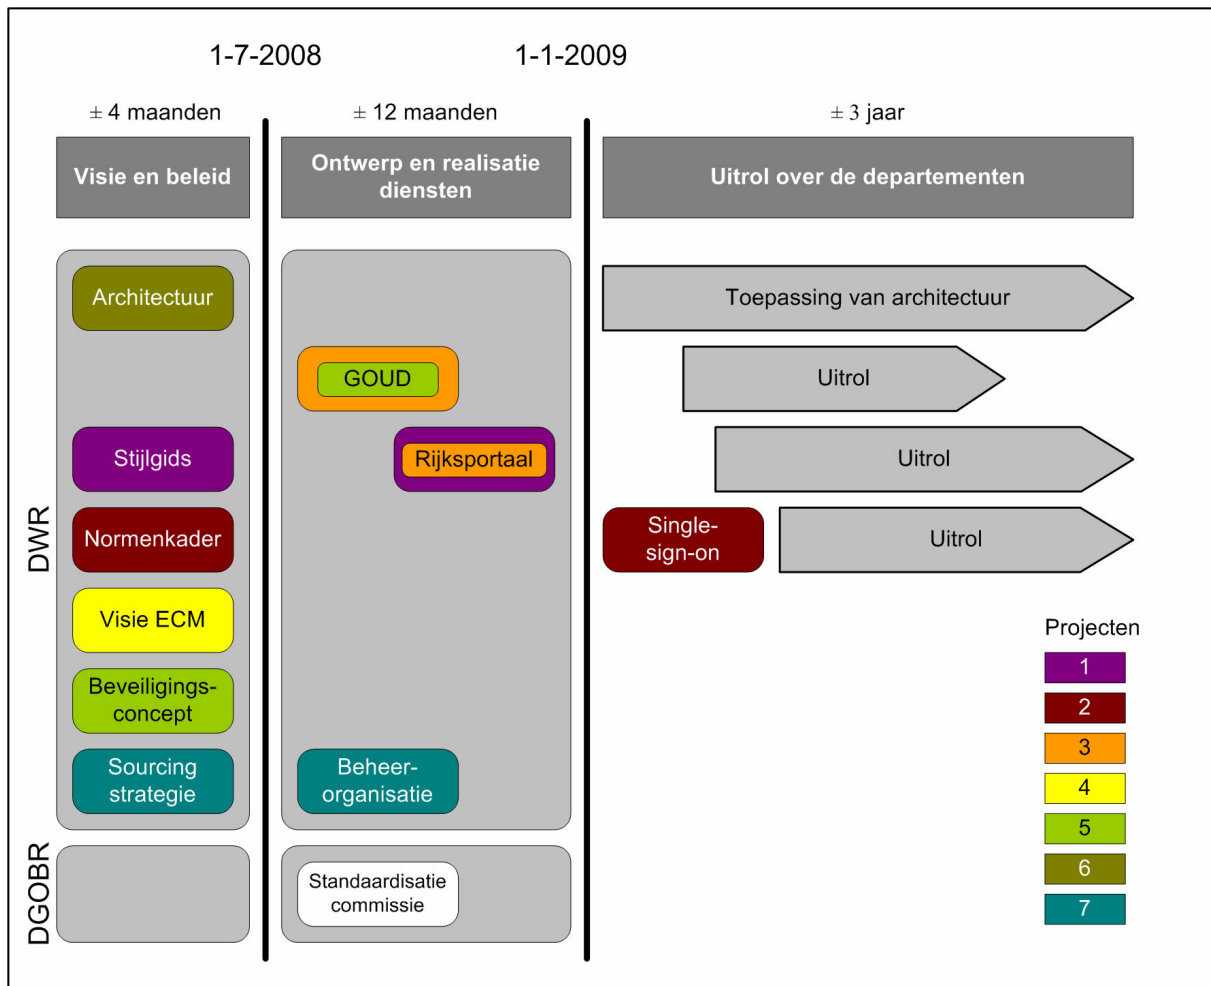 1-7-2008
1-1-2009
± 4 maanden
± 12 maanden
± 3 jaar
Visie en beleid
Ontwerp en realisatie
diensten
Uitrol over de departementen
DWR
Architectuur
Toepassing van architectuur
GOUD
Uitrol
Stijlgids
Rijksportaal
Uitrol
Normenkader
Single-
sign-on
Uitrol
Visie ECM
Beveiligings-
concept
Sourcing
strategie
Beheer-
organisatie
DGOBR
Standaardisatie
commissie
Projecten
1
2
3
4
5
6
7